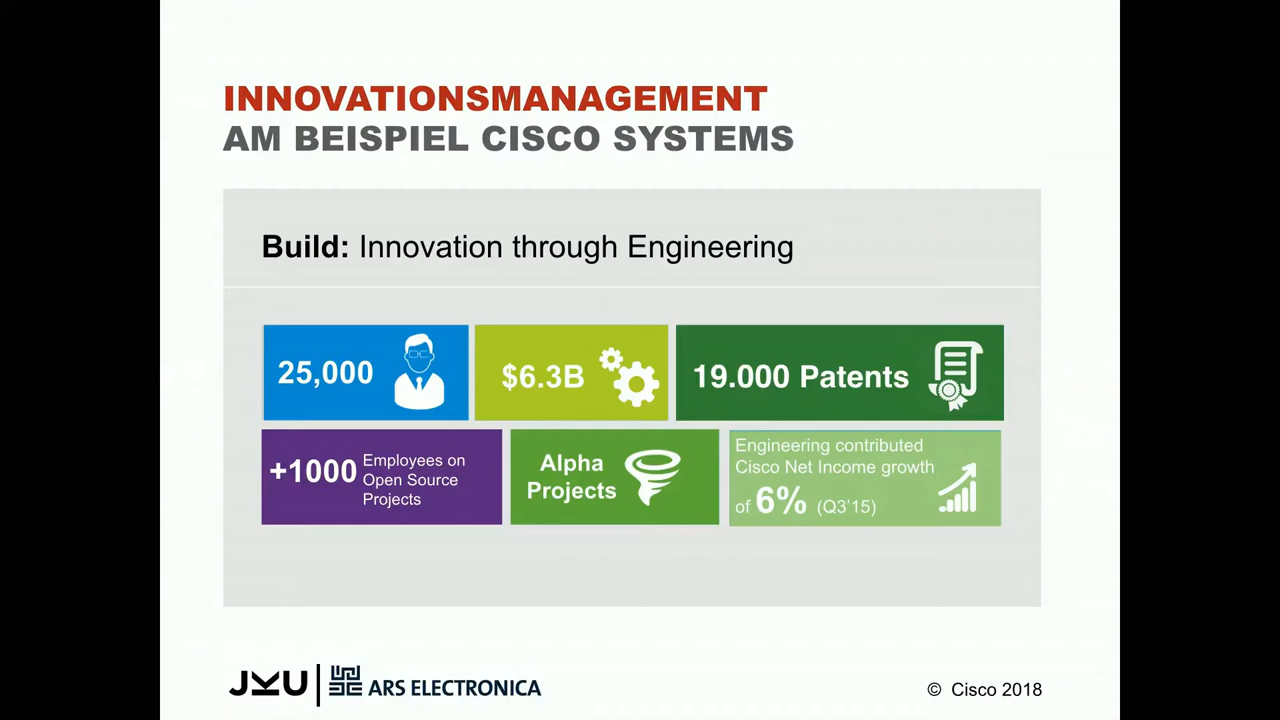 INNOVATIONSMANAGEMENT
AM BEISPIEL CISCO SYSTEMS
Build: Innovation through Engineering
25,000
$6.3B
19.000 Patents
+1000 Employees on
Open Source
Projects
Alpha
Projects
Engineering contributed
Cisco Net Income growth
of 6% (Q3'15)
JKU
ARS ELECTRONICA
© Cisco 2018